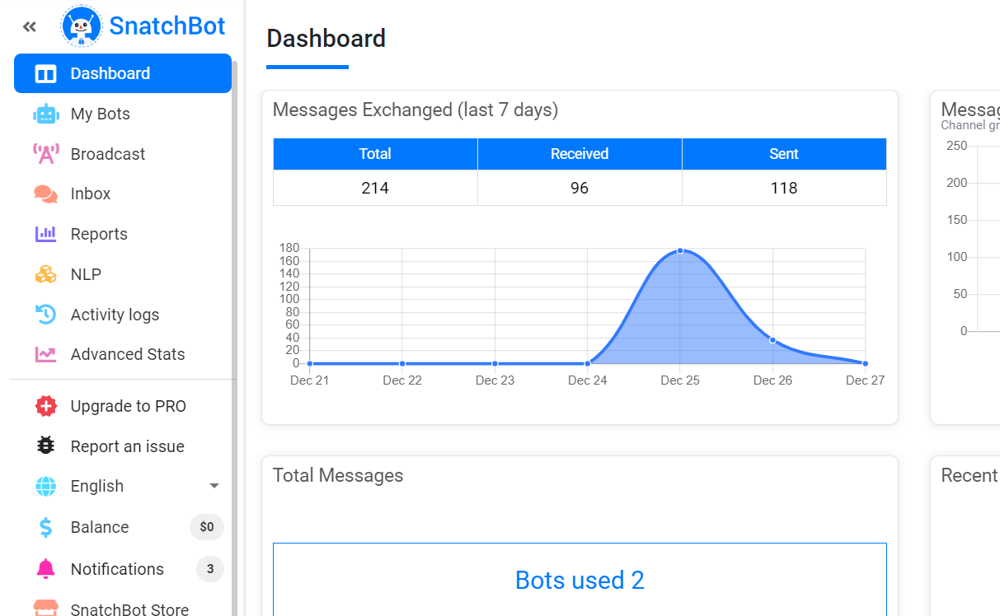 SnatchBot
Dashboard
My Bots
Broadcast
Inbox
Reports
NLP
Activity logs
Advanced Stats
Upgrade to PRO
Report an issue
English
Balance $0
Notifications 3
SnatchBot Store
Dashboard
Messages Exchanged (last 7 days)
Total Received Sent
214 96 118
180
160
140
120
100
80
60
40
20
0
Dec 21 Dec 22 Dec 23 Dec 24 Dec 25 Dec 26 Dec 27
Total Messages
Bots used 2
Messag
Channel gr
250
200
150
100
50
0
Recent